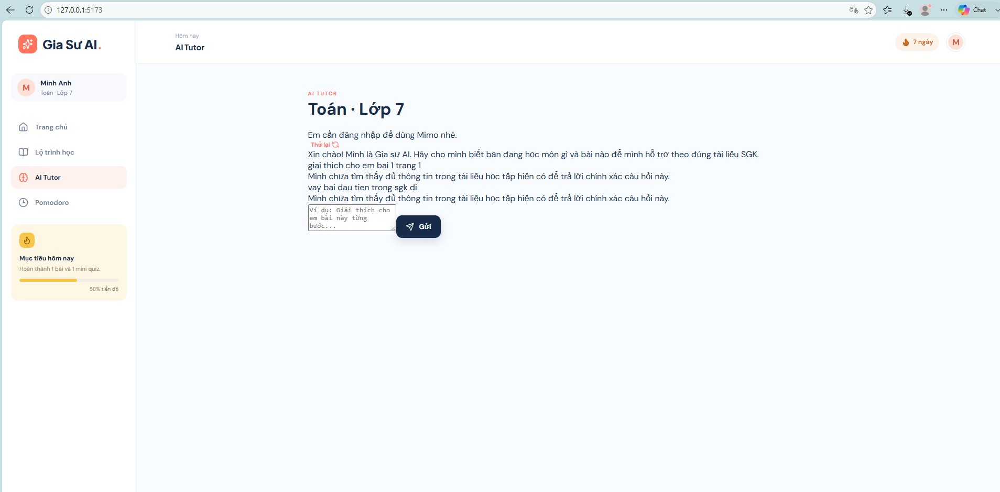 127.0.0.1:5173
Chat
Gia Sư AI.
M
Minh Anh
Toán · Lớp 7
Trang chủ
Lộ trình học
AI Tutor
Pomodoro
Mục tiêu hôm nay
Hoàn thành 1 bài và 1 mini quiz.
58% tiến độ
Hôm nay
AI Tutor
7 ngày
M
AI TUTOR
Toán · Lớp 7
Em cần đăng nhập để dùng Mimo nhé.
Thử lại
Xin chào! Mình là Gia sư AI. Hãy cho mình biết bạn đang học môn gì và bài nào để mình hỗ trợ theo đúng tài liệu SGK.
giai thich cho em bai 1 trang 1
Mình chưa tìm thấy đủ thông tin trong tài liệu học tập hiện có để trả lời chính xác câu hỏi này.
vay bai dau tien trong sgk di
Mình chưa tìm thấy đủ thông tin trong tài liệu học tập hiện có để trả lời chính xác câu hỏi này.
Ví dụ: Giải thích cho
em bài này từng
bước...
Gửi